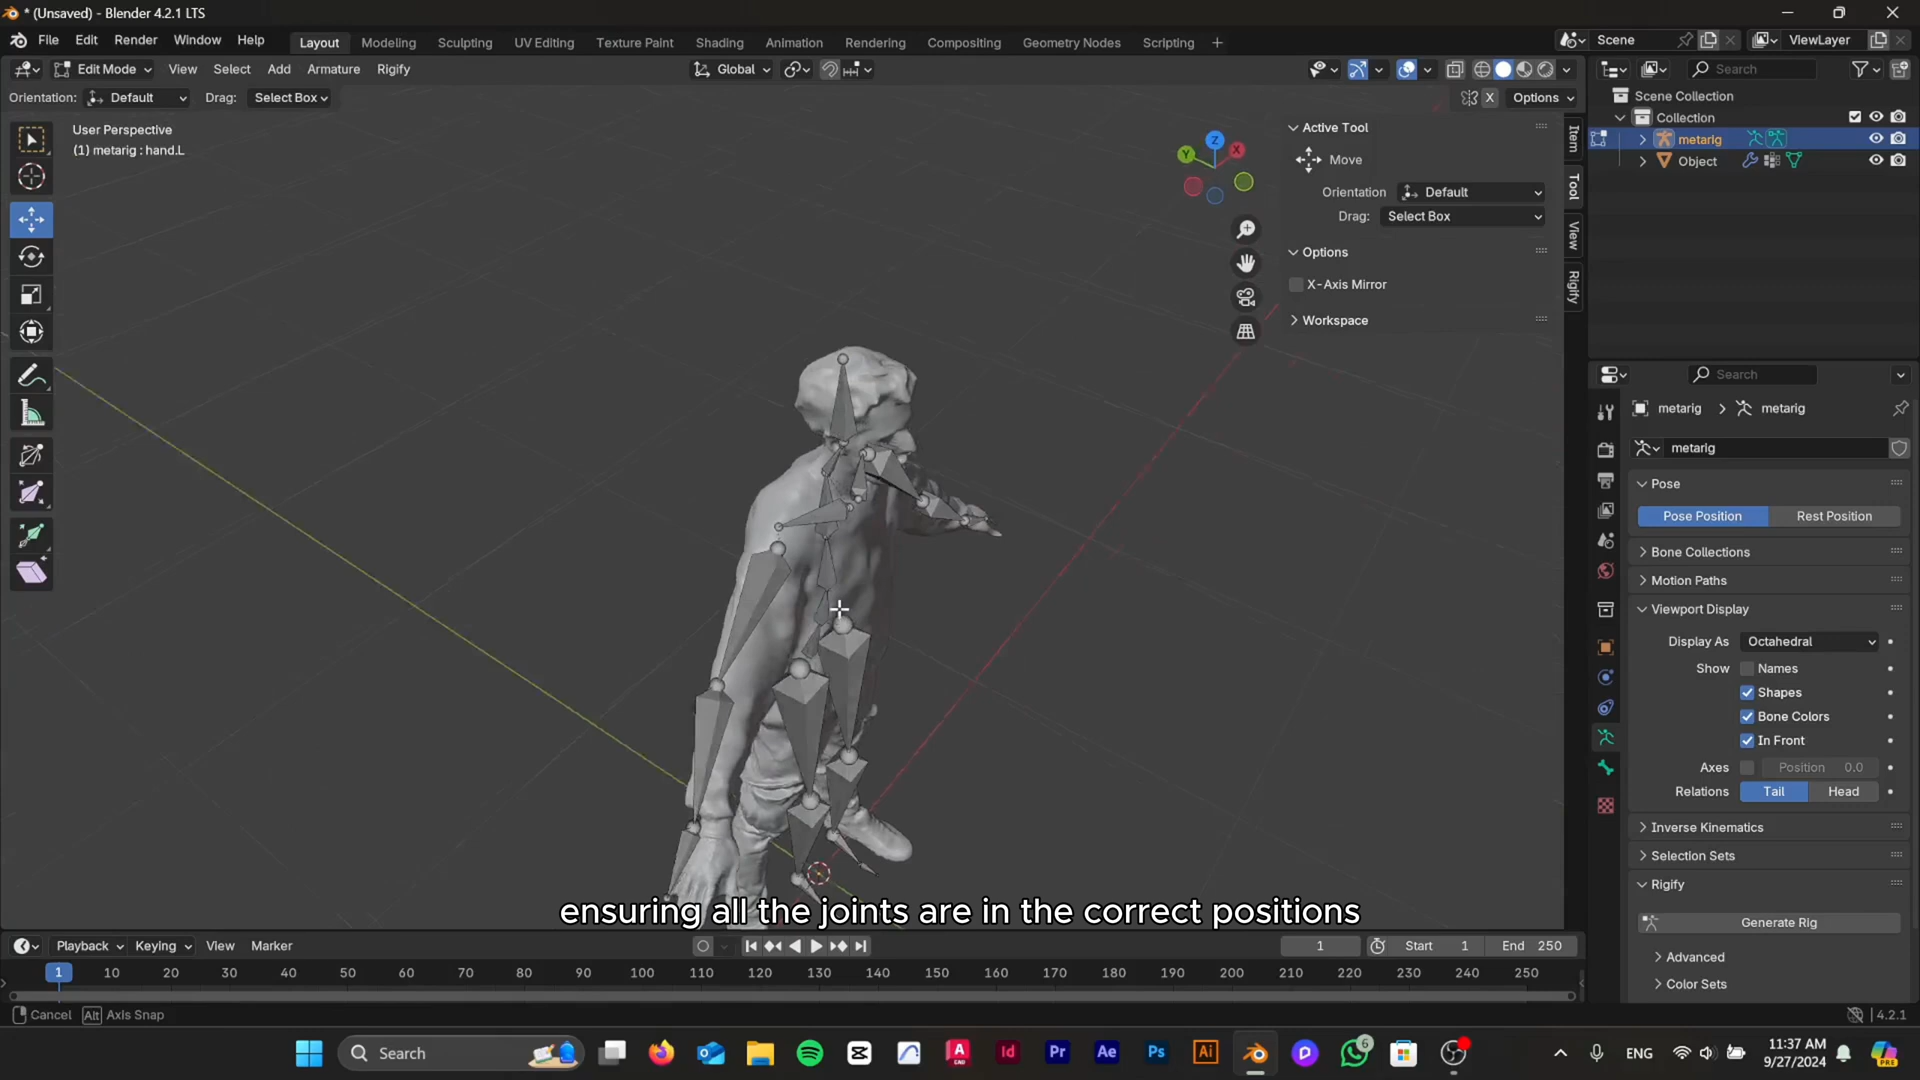 * (Unsaved) - Blender 4.2.1 LTS
File Edit Render Window Help
Layout Modeling Sculpting UV Editing Texture Paint Shading Animation Rendering Compositing Geometry Nodes Scripting +
Scene
ViewLayer
Edit Mode View Select Add Armature Rigify
Global
Search
Orientation: Default Drag: Select Box
X Options
Scene Collection
Collection
metarig
Object
User Perspective
(1) metarig : hand.L
Z
Y
X
Active Tool
Move
Orientation Default
Drag: Select Box
Options
X-Axis Mirror
Workspace
Item
Tool
View
Rigify
Search
metarig > metarig
metarig
Pose
Pose Position Rest Position
Bone Collections
Motion Paths
Viewport Display
Display As Octahedral
Show Names
Shapes
Bone Colors
In Front
Axes Position 0.0
Relations Tail Head
Inverse Kinematics
Selection Sets
Rigify
Generate Rig
Advanced
Color Sets
ensuring all the joints are in the correct positions
Playback Keying View Marker
1 Start 1 End 250
1 10 20 30 40 50 60 70 80 90 100 110 120 130 140 150 160 170 180 190 200 210 220 230 240 250
Cancel Alt Axis Snap
4.2.1
Search
A
Id
Pr
Ae
Ps
Ai
6
ENG
11:37 AM
9/27/2024
PRE